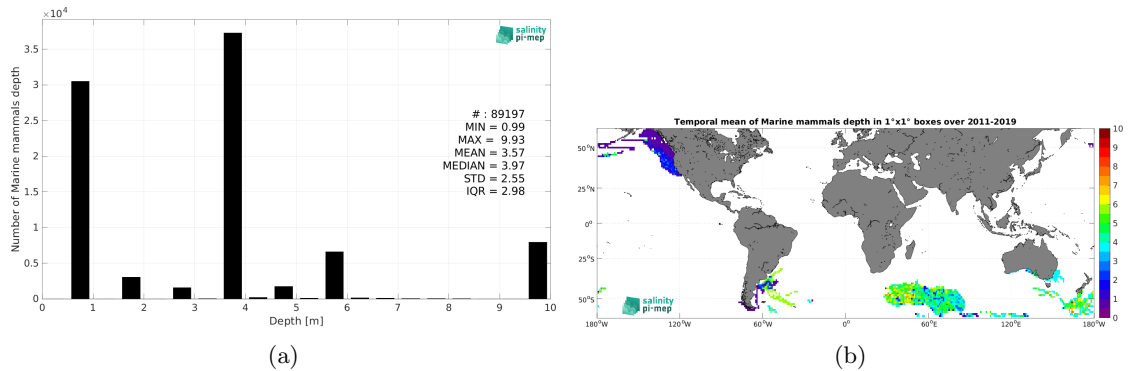 ×10⁴
salinity
pi-mep
3.5
3
2.5
2
1.5
1
0.5
0
Number of Marine mammals depth
# : 89197
MIN = 0.99
MAX = 9.93
MEAN = 3.57
MEDIAN = 3.97
STD = 2.55
IQR = 2.98
1 2 3 4 5 6 7 8 9 10
Depth [m]
(a)
Temporal mean of Marine mammals depth in 1°x1° boxes over 2011-2019
50°N
25°N
0°
25°S
50°S
180°W 120°W 60°W 0° 60°E 120°E 180°W
salinity
pi-mep
10
9
8
7
6
5
4
3
2
1
0
(b)